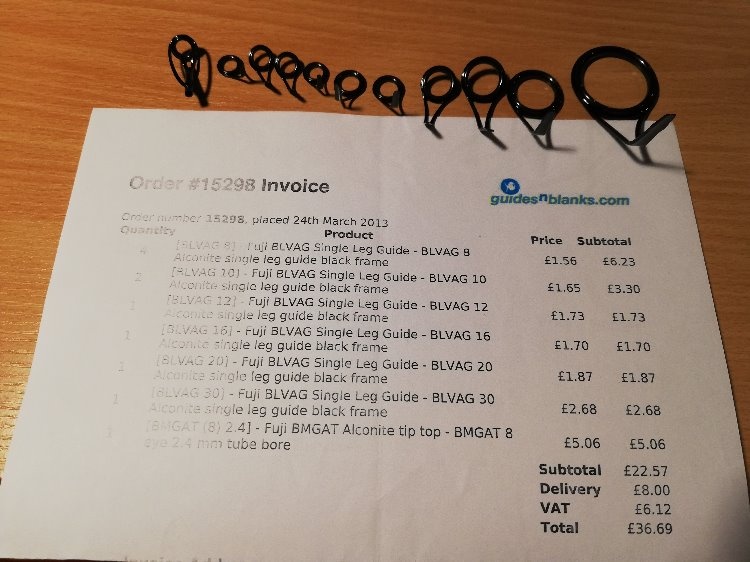 Order #15298 Invoice
guidesnblanks.com
Order number 15298, placed 24th March 2013
Quantity Product Price Subtotal
4 [BLVAG 8] - Fuji BLVAG Single Leg Guide - BLVAG 8 £1.56 £6.23
Alconite single leg guide black frame
2 [BLVAG 10] - Fuji BLVAG Single Leg Guide - BLVAG 10 £1.65 £3.30
Alconite single leg guide black frame
1 [BLVAG 12] - Fuji BLVAG Single Leg Guide - BLVAG 12 £1.73 £1.73
Alconite single leg guide black frame
1 [BLVAG 16] - Fuji BLVAG Single Leg Guide - BLVAG 16 £1.70 £1.70
Alconite single leg guide black frame
1 [BLVAG 20] - Fuji BLVAG Single Leg Guide - BLVAG 20 £1.87 £1.87
Alconite single leg guide black frame
1 [BLVAG 30] - Fuji BLVAG Single Leg Guide - BLVAG 30 £2.68 £2.68
Alconite single leg guide black frame
1 [BMGAT (8) 2.4] - Fuji BMGAT Alconite tip top - BMGAT 8 £5.06 £5.06
eye 2.4 mm tube bore
Subtotal £22.57
Delivery £8.00
VAT £6.12
Total £36.69